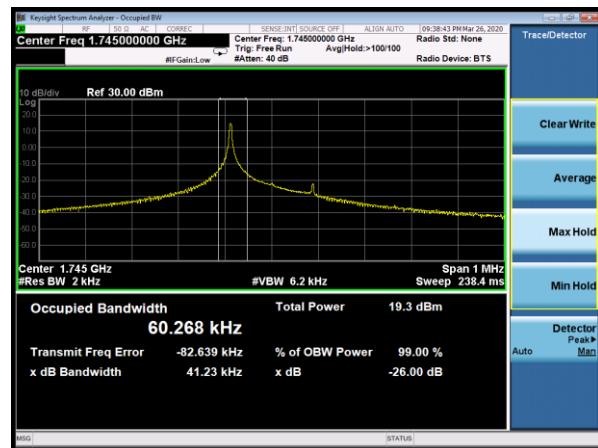 Keysight Spectrum Analyzer - Occupied BW
RF 50 Ω AC CORREC SENSE:INT SOURCE OFF ALIGN AUTO 09:38:43 PM Mar 26, 2020
Center Freq 1.745000000 GHz Center Freq: 1.745000000 GHz Radio Std: None
Trig: Free Run Avg|Hold:>100/100
#IFGain:Low #Atten: 40 dB Radio Device: BTS
10 dB/div Ref 30.00 dBm
Log
20.0
10.0
0.00
-10.0
-20.0
-30.0
-40.0
-50.0
-60.0
Center 1.745 GHz Span 1 MHz
#Res BW 2 kHz #VBW 6.2 kHz Sweep 238.4 ms
Occupied Bandwidth Total Power 19.3 dBm
60.268 kHz
Transmit Freq Error -82.639 kHz % of OBW Power 99.00 %
x dB Bandwidth 41.23 kHz x dB -26.00 dB
MSG STATUS
Trace/Detector
Clear Write
Average
Max Hold
Min Hold
Detector
Peak▶
Auto Man